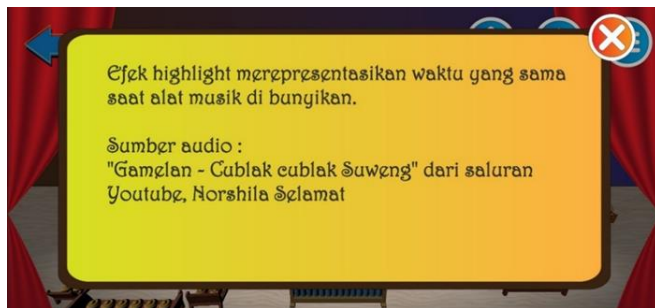 Efek highlight merepresentasikan waktu yang sama
saat alat musik di bunyikan.
Sumber audio :
"Gamelan - Cublak cublak Suweng" dari saluran
Youtube, Norshila Selamat